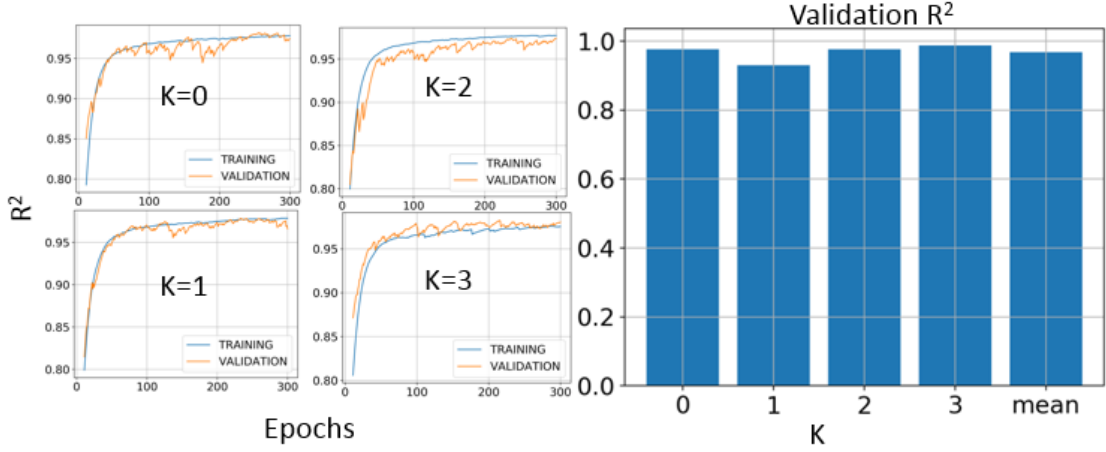 0.95
0.90
0.85
0.80
K=0
TRAINING
VALIDATION
0 100 200 300
0.95
0.90
0.85
0.80
K=2
TRAINING
VALIDATION
0 100 200 300
R²
0.95
0.90
0.85
0.80
K=1
TRAINING
VALIDATION
0 100 200 300
0.95
0.90
0.85
0.80
K=3
TRAINING
VALIDATION
0 100 200 300
Epochs
Validation R²
1.0
0.8
0.6
0.4
0.2
0.0
0 1 2 3 mean
K